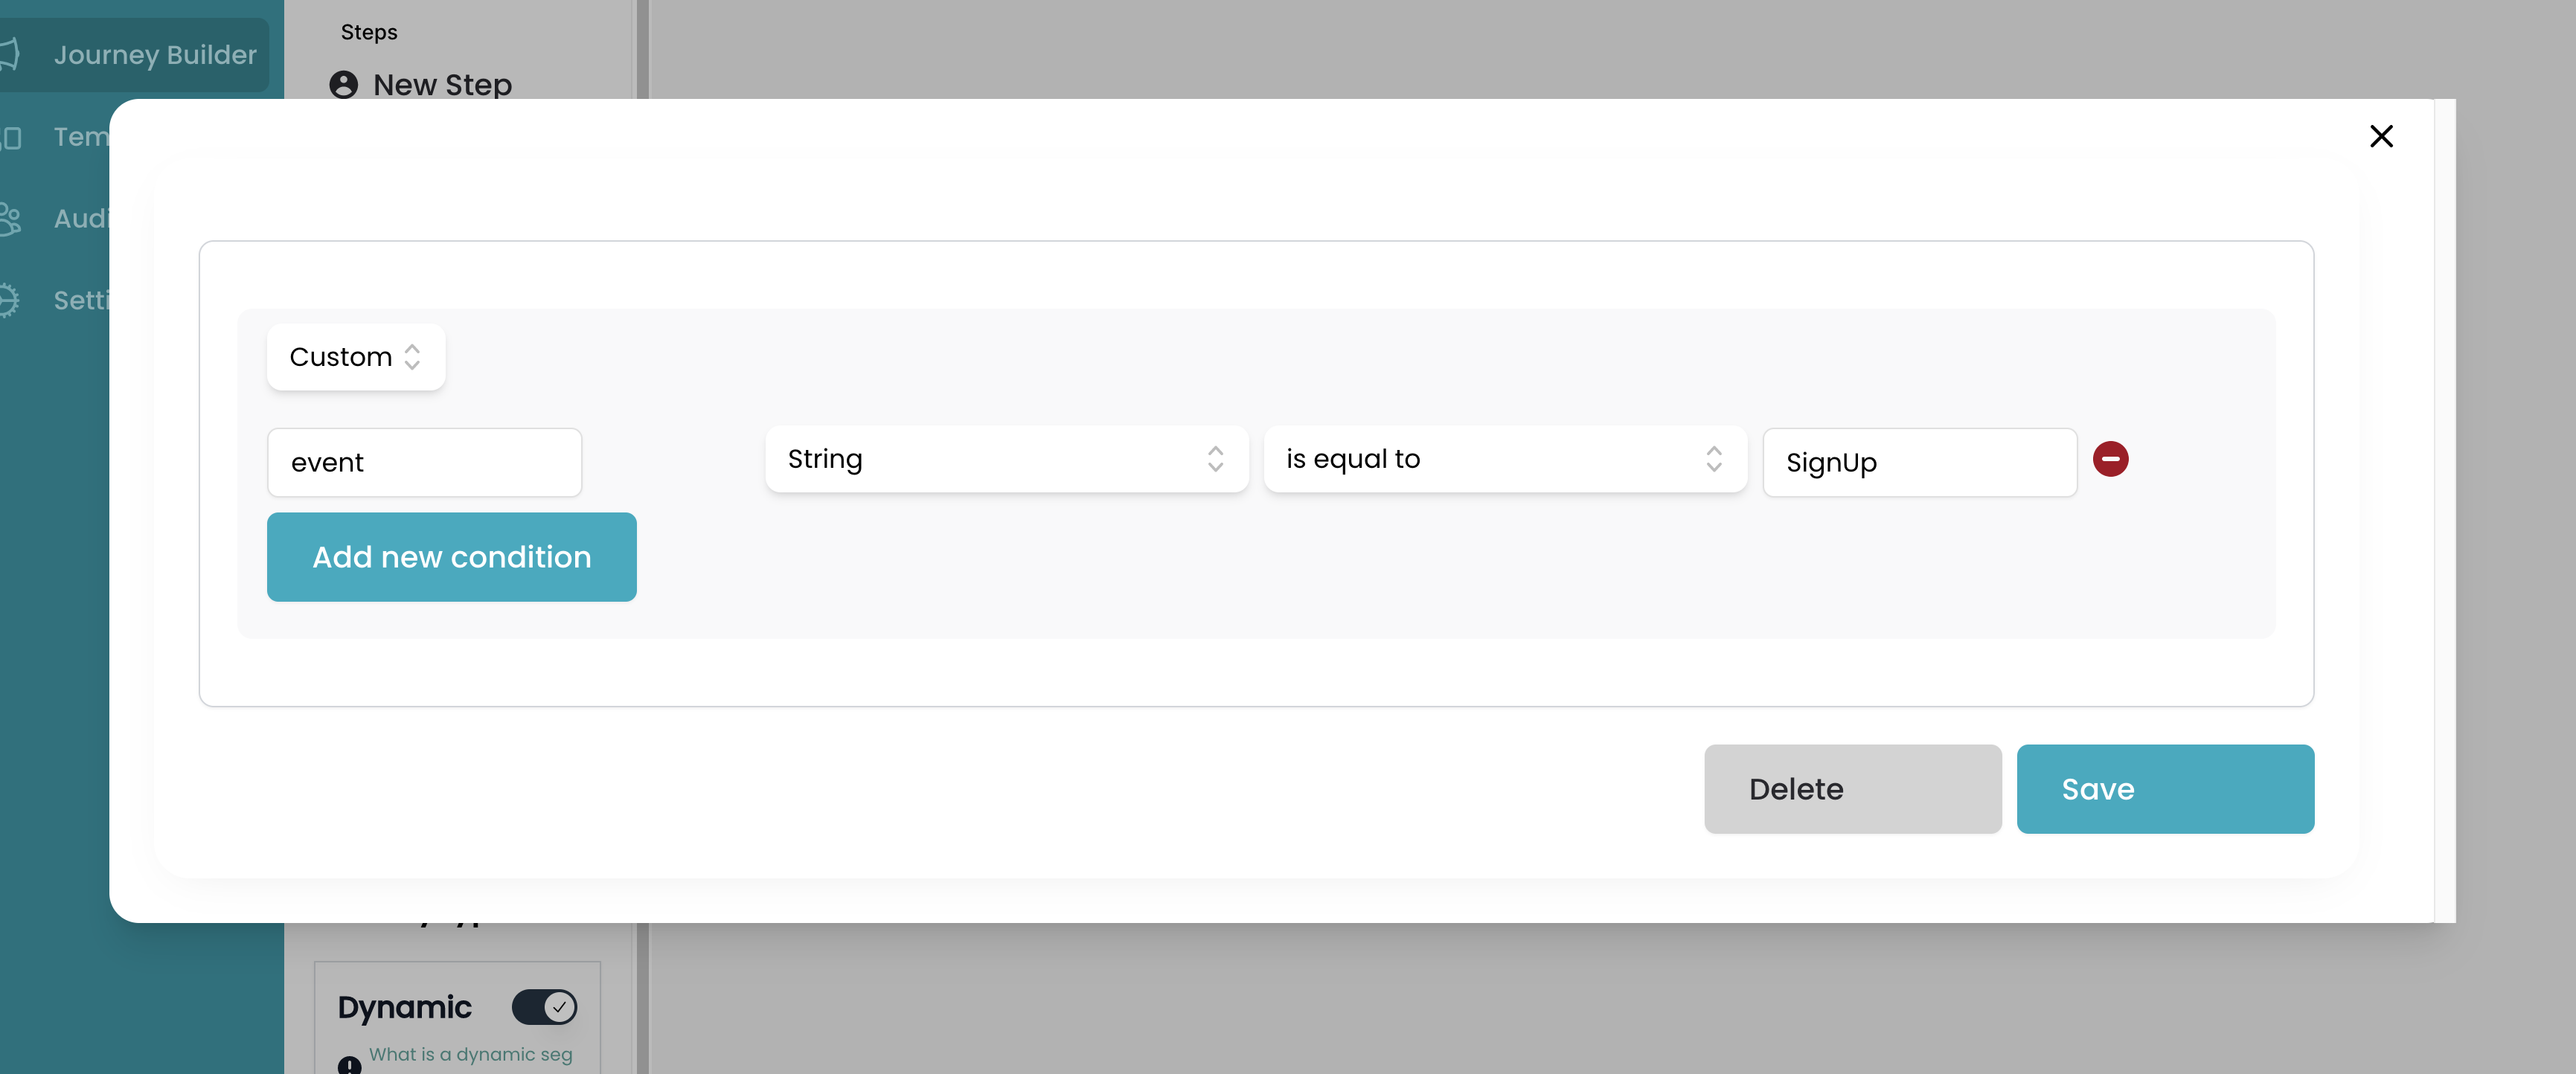 Steps
Journey Builder
New Step
Tem
Audi
Setti
Custom
event
String
is equal to
SignUp
Add new condition
Delete
Save
Dynamic
What is a dynamic seg